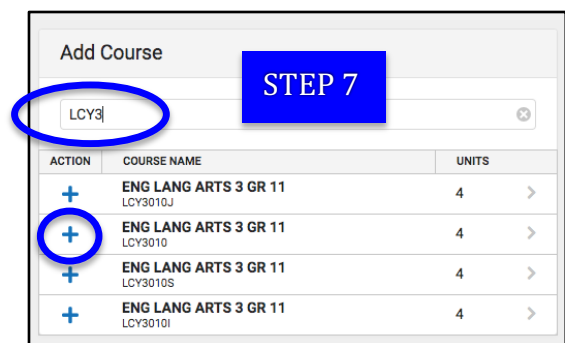 Add Course
STEP 7
LCY3
ACTION COURSE NAME UNITS
ENG LANG ARTS 3 GR 11 4
LCY3010J
ENG LANG ARTS 3 GR 11 4
LCY3010
ENG LANG ARTS 3 GR 11 4
LCY3010S
ENG LANG ARTS 3 GR 11 4
LCY3010I